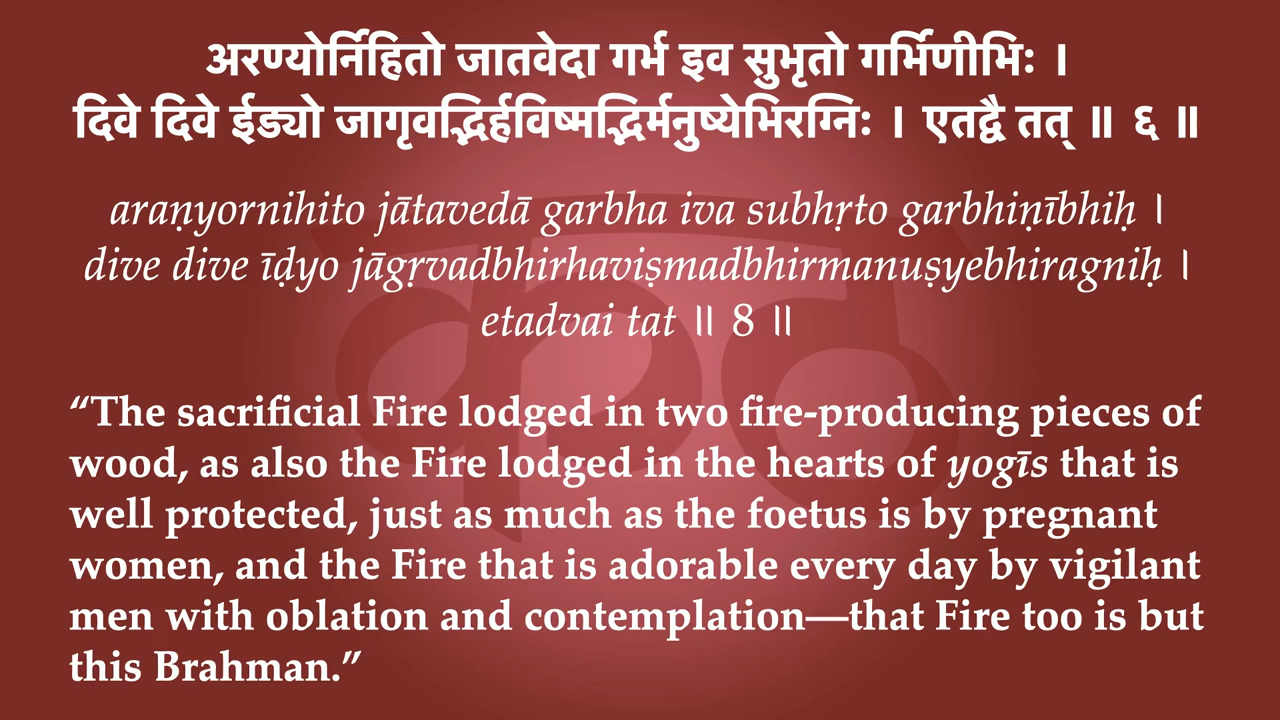 अरण्योर्निहितो जातवेदा गर्भ इव सुभृतो गर्भिणीभिः ।
दिवे दिवे ईड्यो जागृवद्भिर्हविष्मद्भिर्मनुष्येभिरग्निः । एतद्वै तत् ॥ ६ ॥
araṇyornihito jātavedā garbha iva subhṛto garbhiṇībhiḥ ।
dive dive īḍyo jāgṛvadbhirhaviṣmadbhirmanuṣyebhiragniḥ ।
etadvai tat ॥ 8 ॥
“The sacrificial Fire lodged in two fire-producing pieces of
wood, as also the Fire lodged in the hearts of yogīs that is
well protected, just as much as the foetus is by pregnant
women, and the Fire that is adorable every day by vigilant
men with oblation and contemplation—that Fire too is but
this Brahman.”
कठ